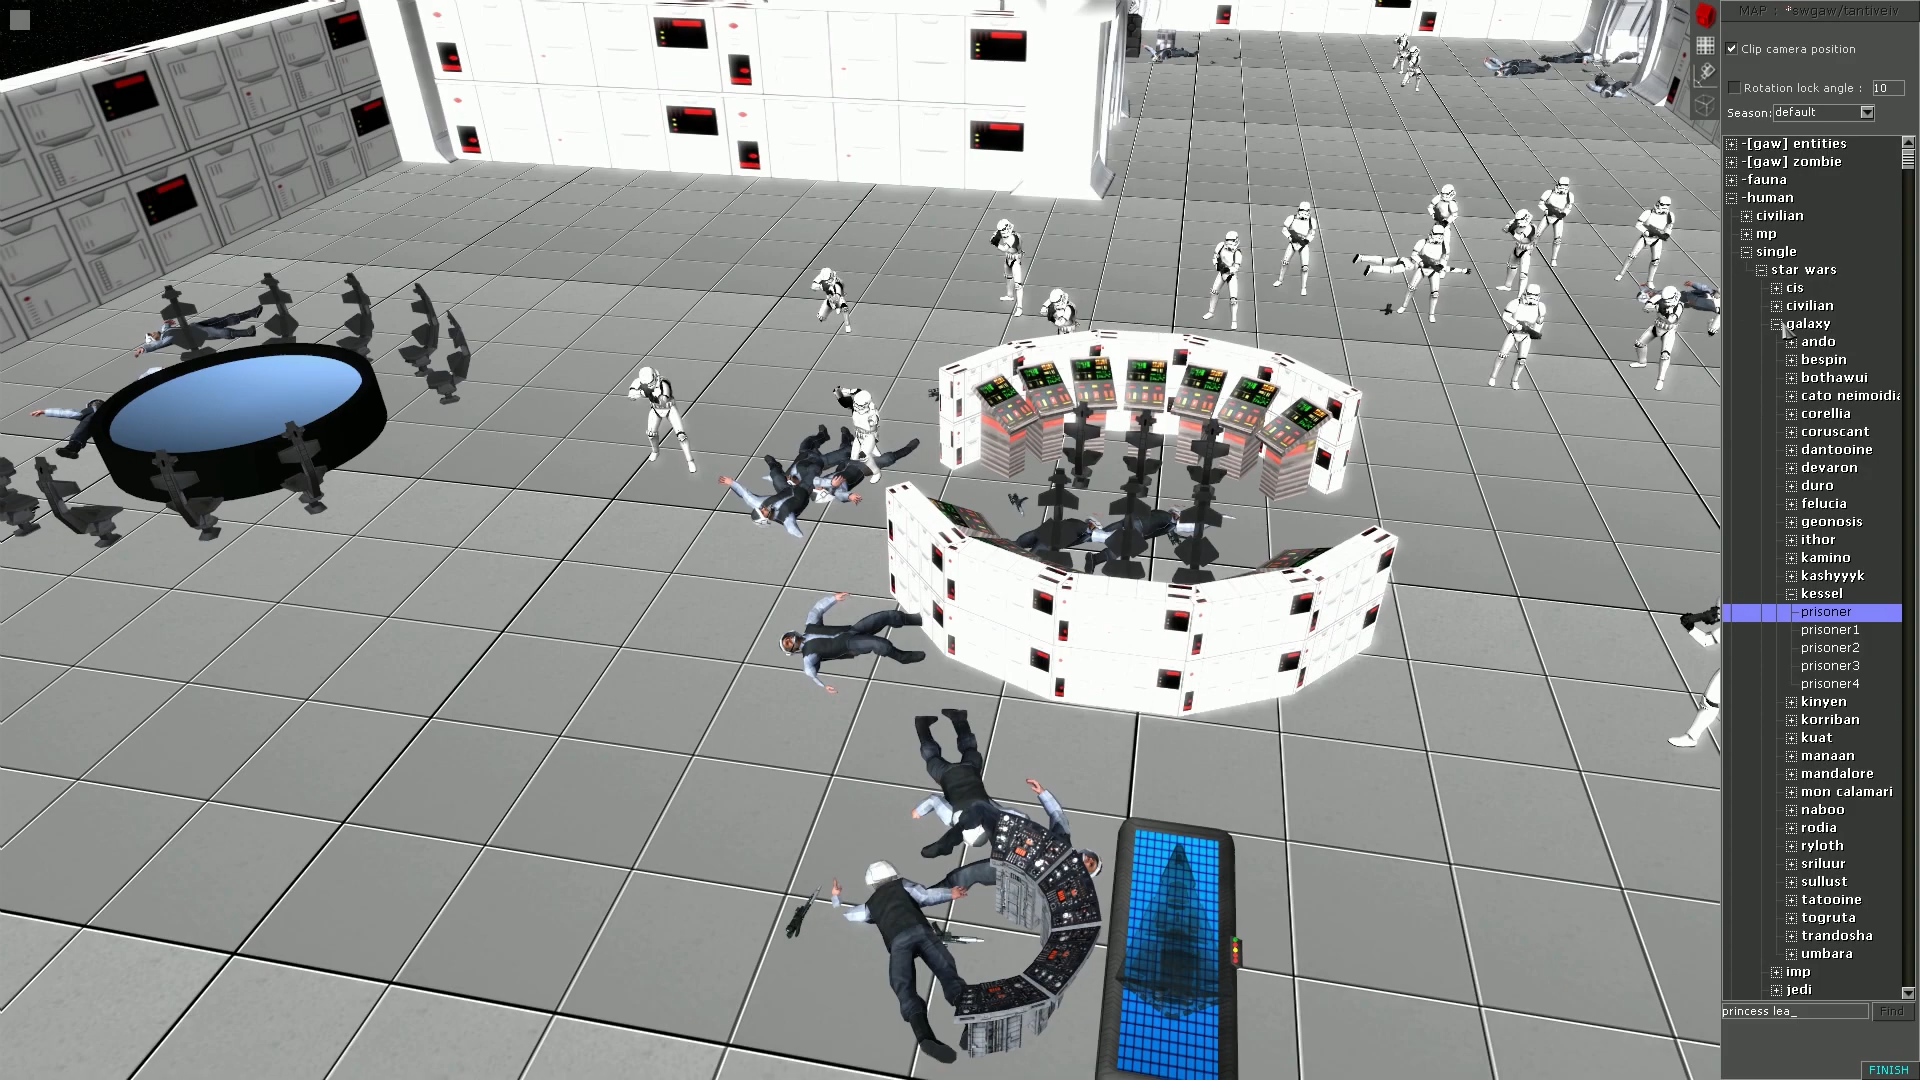 MAP : *swgaw/tantiveiv
Clip camera position
Rotation lock angle : 10
Season: default
-[gaw] entities
-[gaw] zombie
-fauna
-human
civilian
mp
single
star wars
cis
civilian
galaxy
ando
bespin
bothawui
cato neimoidia
corellia
coruscant
dantooine
devaron
duro
felucia
geonosis
ithor
kamino
kashyyyk
kessel
prisoner
prisoner1
prisoner2
prisoner3
prisoner4
kinyen
korriban
kuat
manaan
mandalore
mon calamari
naboo
rodia
ryloth
sriluur
sullust
tatooine
togruta
trandosha
umbara
imp
jedi
princess lea_ Find
FINISH